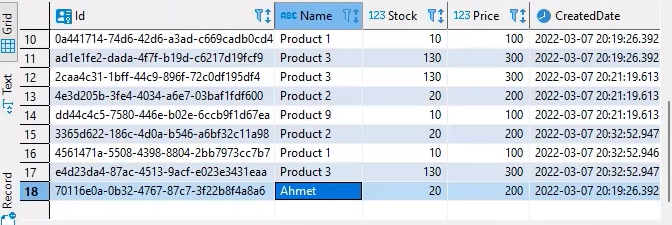 Grid
Text
Record
Id ABC Name 123 Stock 123 Price CreatedDate
10 0a441714-74d6-42d6-a3ad-c669cadb0cd4 Product 1 10 100 2022-03-07 20:19:26.392
11 ad1e1fe2-dada-4f7f-b19d-c6217d19fcf9 Product 3 130 300 2022-03-07 20:19:26.392
12 2caa4c31-1bff-44c9-896f-72c0df195df4 Product 3 130 300 2022-03-07 20:21:19.613
13 4e3d205b-3fe4-4034-a6e7-03baf1fdf600 Product 2 20 200 2022-03-07 20:21:19.613
14 dd44c4c5-7580-446e-b02e-6ccb9f1d67ea Product 9 10 100 2022-03-07 20:21:19.613
15 3365d622-186c-4d0a-b546-a6bf32c11a98 Product 2 20 200 2022-03-07 20:32:52.947
16 4561471a-5508-4398-8804-2bb7973cc7b7 Product 1 10 100 2022-03-07 20:32:52.946
17 e4d23da4-87ac-4513-9acf-e023e3431eaa Product 3 130 300 2022-03-07 20:32:52.947
18 70116e0a-0b32-4767-87c7-3f22b8f4a8a6 Ahmet 20 200 2022-03-07 20:19:26.392